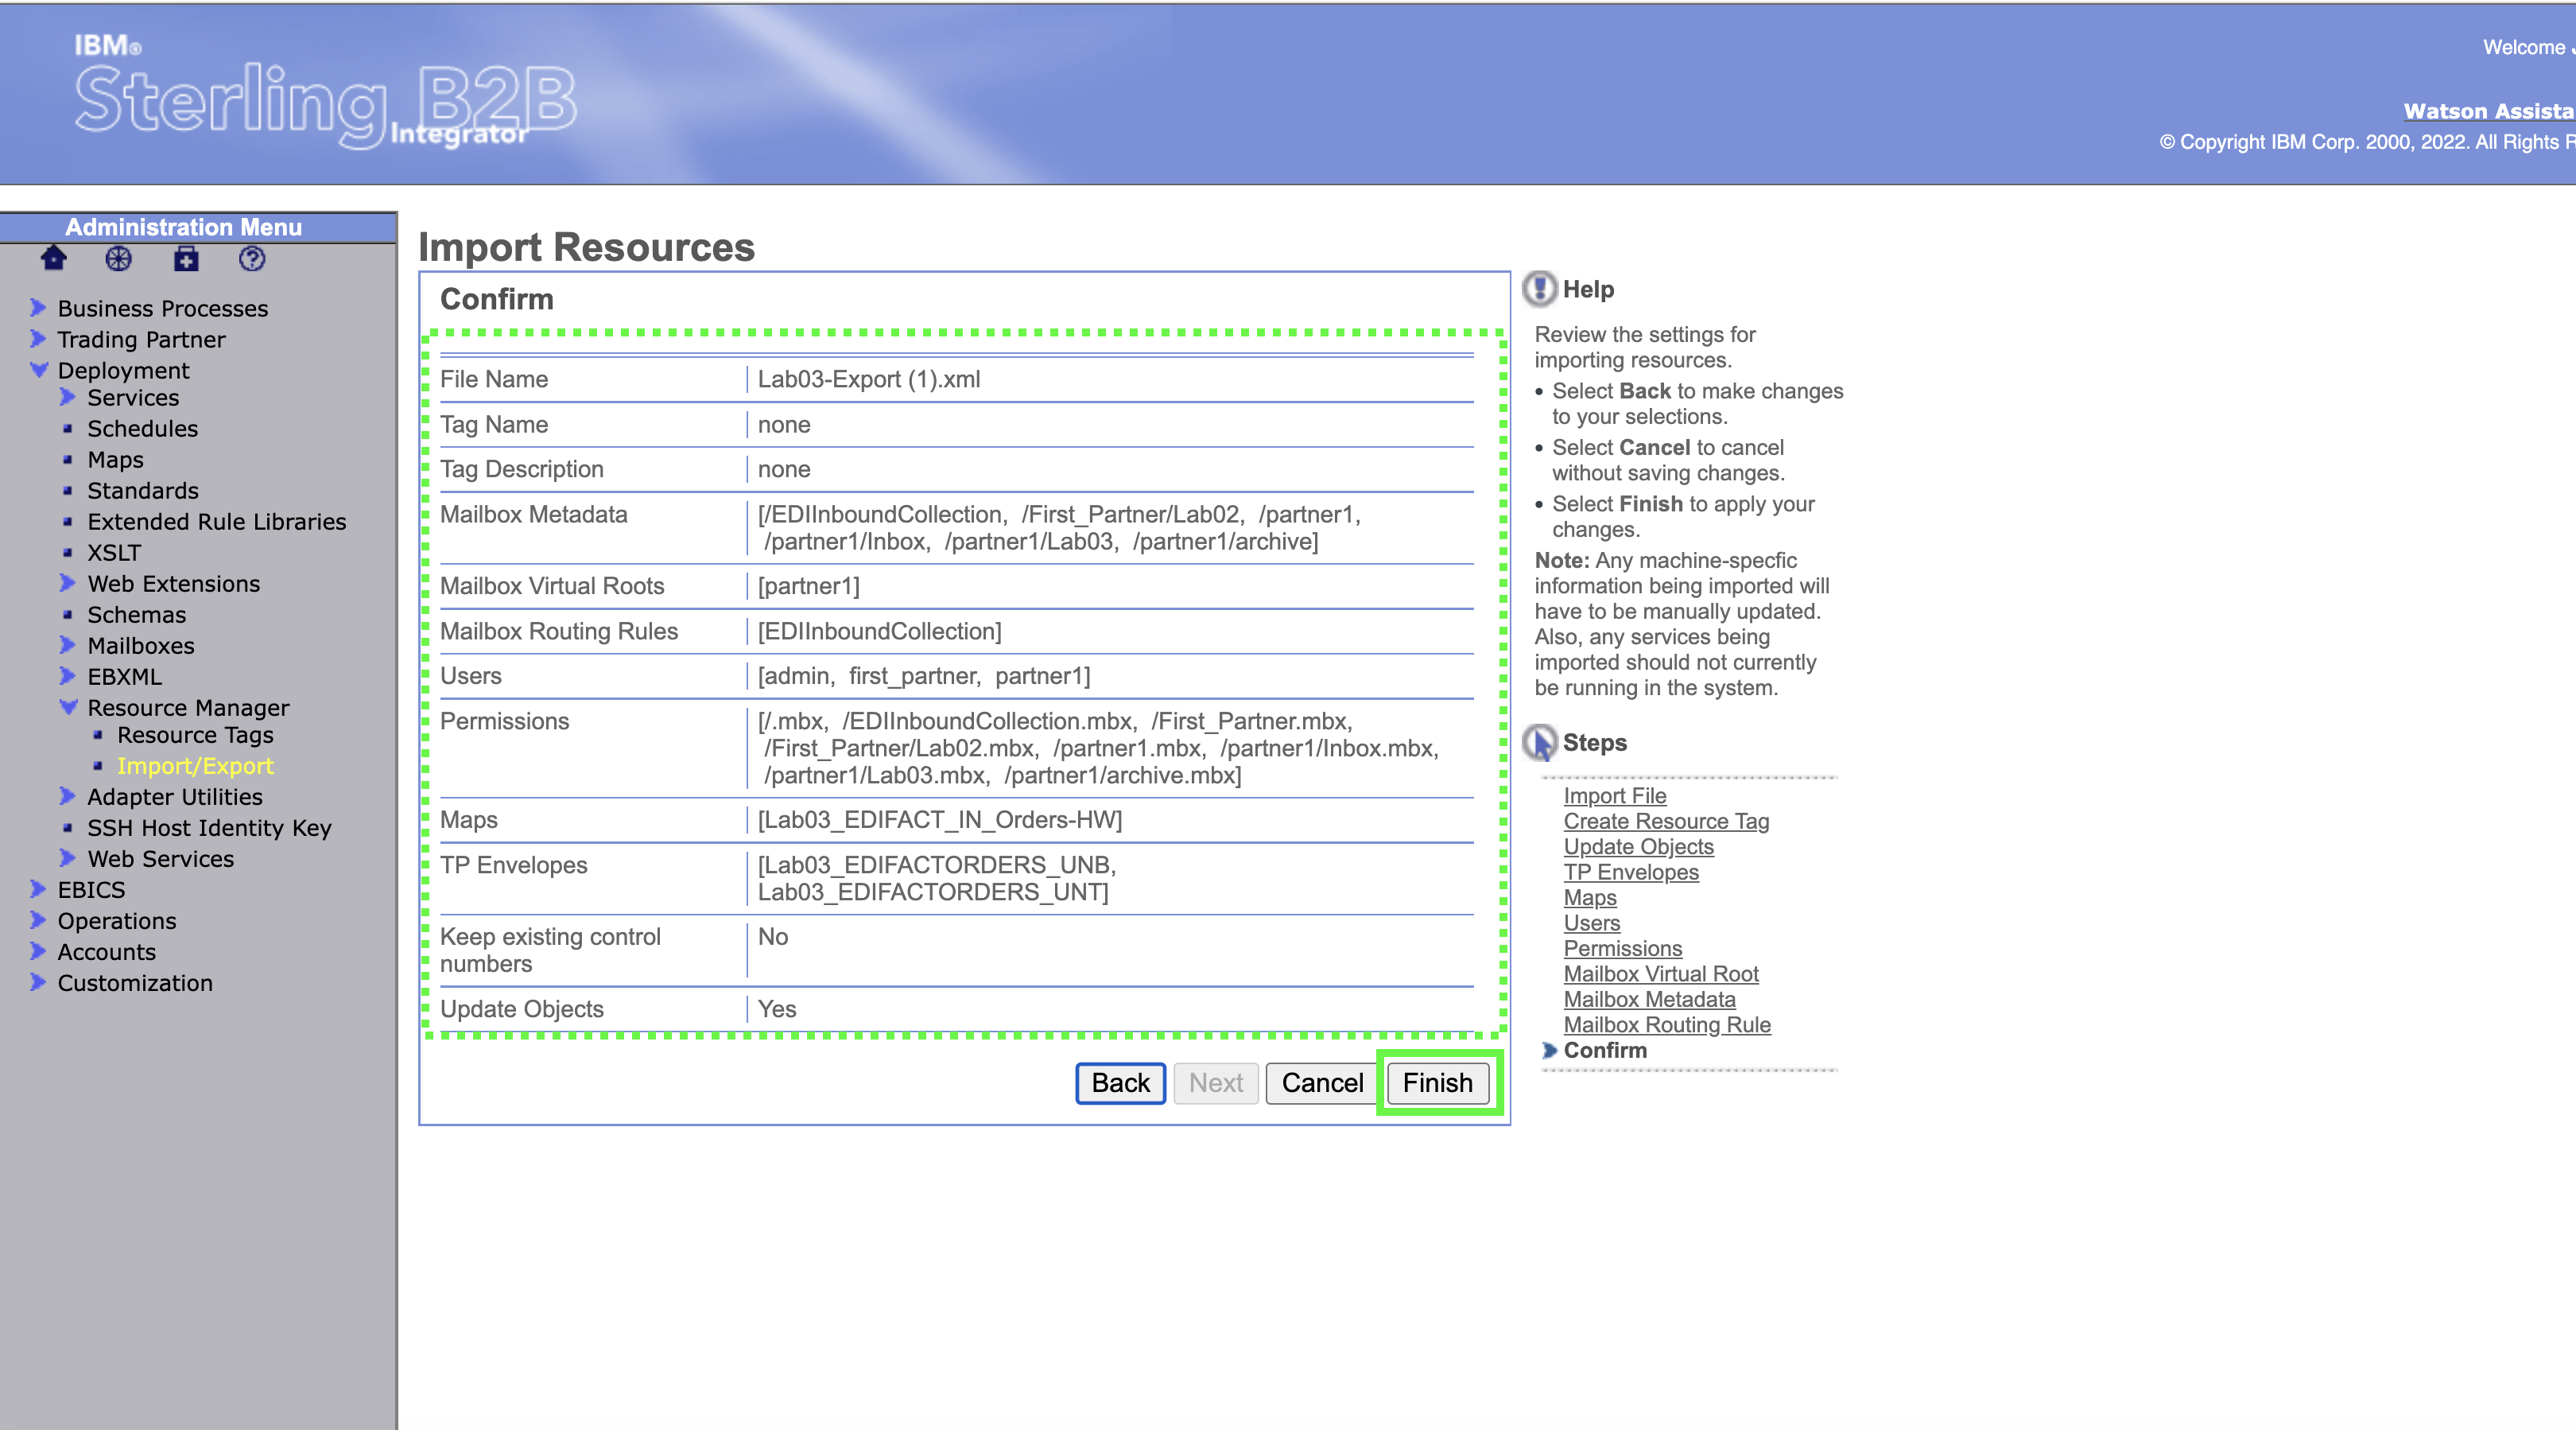 IBM®
Sterling B2B
Integrator
Welcome
Watson Assista
© Copyright IBM Corp. 2000, 2022. All Rights R
Administration Menu
Business Processes
Trading Partner
Deployment
Services
Schedules
Maps
Standards
Extended Rule Libraries
XSLT
Web Extensions
Schemas
Mailboxes
EBXML
Resource Manager
Resource Tags
Import/Export
Adapter Utilities
SSH Host Identity Key
Web Services
EBICS
Operations
Accounts
Customization
Import Resources
Confirm
File Name Lab03-Export (1).xml
Tag Name none
Tag Description none
Mailbox Metadata [/EDIInboundCollection, /First_Partner/Lab02, /partner1,
/partner1/Inbox, /partner1/Lab03, /partner1/archive]
Mailbox Virtual Roots [partner1]
Mailbox Routing Rules [EDIInboundCollection]
Users [admin, first_partner, partner1]
Permissions [/.mbx, /EDIInboundCollection.mbx, /First_Partner.mbx,
/First_Partner/Lab02.mbx, /partner1.mbx, /partner1/Inbox.mbx,
/partner1/Lab03.mbx, /partner1/archive.mbx]
Maps [Lab03_EDIFACT_IN_Orders-HW]
TP Envelopes [Lab03_EDIFACTORDERS_UNB,
Lab03_EDIFACTORDERS_UNT]
Keep existing control No
numbers
Update Objects Yes
Back Next Cancel Finish
Help
Review the settings for
importing resources.
• Select Back to make changes
to your selections.
• Select Cancel to cancel
without saving changes.
• Select Finish to apply your
changes.
Note: Any machine-specfic
information being imported will
have to be manually updated.
Also, any services being
imported should not currently
be running in the system.
Steps
Import File
Create Resource Tag
Update Objects
TP Envelopes
Maps
Users
Permissions
Mailbox Virtual Root
Mailbox Metadata
Mailbox Routing Rule
Confirm